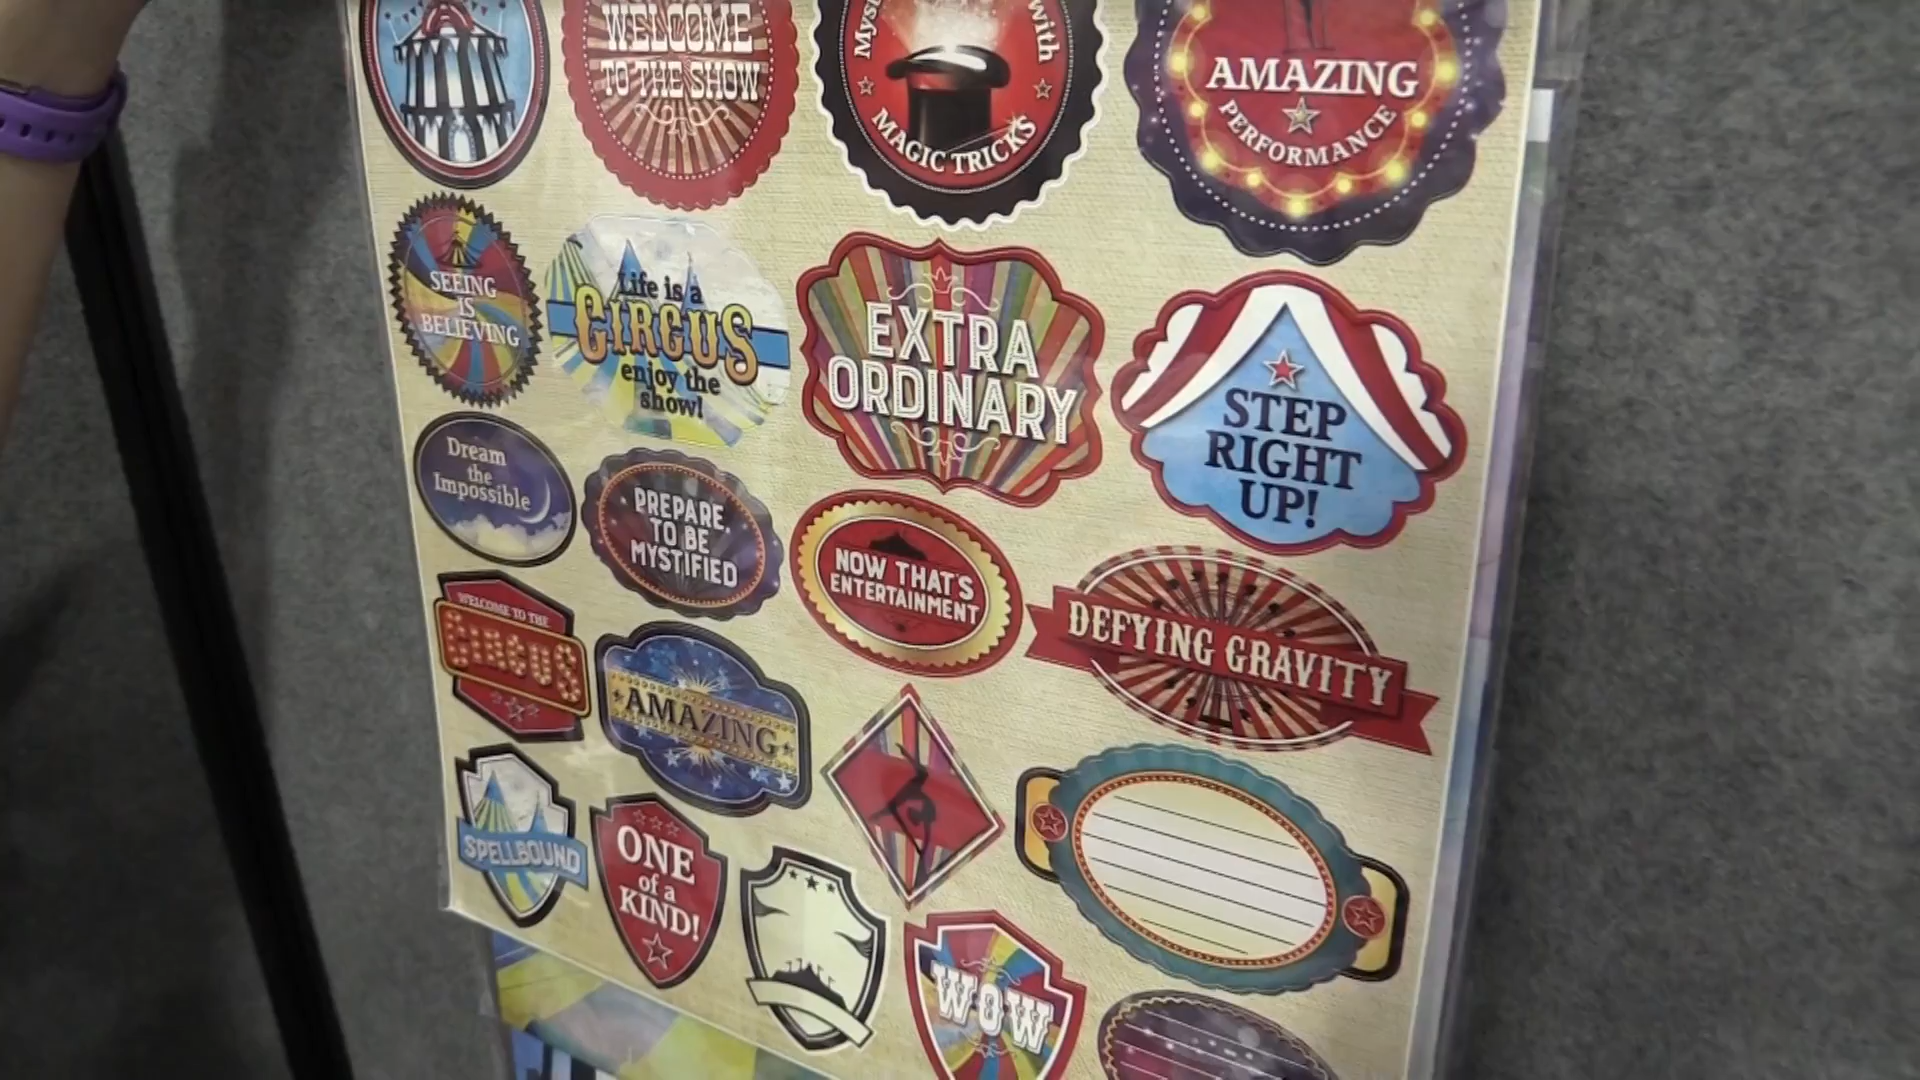 WELCOME
TO THE SHOW
with
MAGIC TRICKS
AMAZING
PERFORMANCE
SEEING
IS
BELIEVING
Life is a
CIRCUS
enjoy the
show!
EXTRA
ORDINARY
STEP
RIGHT
UP!
Dream
the
Impossible
PREPARE,
TO BE
MYSTIFIED
NOW THAT'S
ENTERTAINMENT
DEFYING GRAVITY
WELCOME TO THE
CIRCUS
AMAZING
SPELLBOUND
ONE
of a
KIND!
WOW